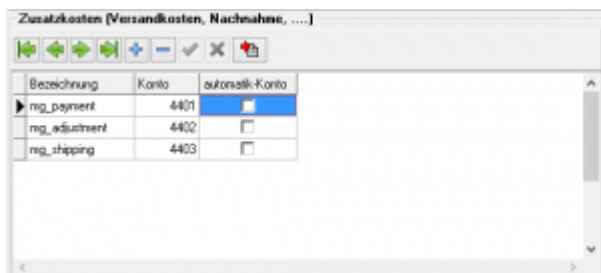 Zusatzkosten (Versandkosten, Nachnahme, ....)
Bezeichnung Konto automatik-Konto
mg_payment 4401
mg_adjustment 4402
mg_shipping 4403